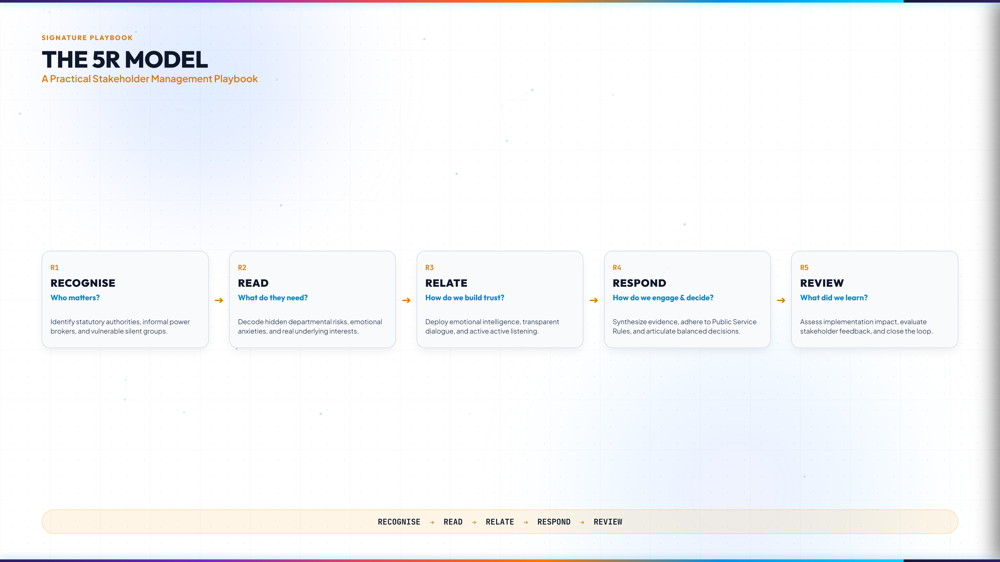 SIGNATURE PLAYBOOK
THE 5R MODEL
A Practical Stakeholder Management Playbook
R1
RECOGNISE
Who matters?
Identify statutory authorities, informal power
brokers, and vulnerable silent groups.
➔
R2
READ
What do they need?
Decode hidden departmental risks, emotional
anxieties, and real underlying interests.
➔
R3
RELATE
How do we build trust?
Deploy emotional intelligence, transparent
dialogue, and active active listening.
➔
R4
RESPOND
How do we engage & decide?
Synthesize evidence, adhere to Public Service
Rules, and articulate balanced decisions.
➔
R5
REVIEW
What did we learn?
Assess implementation impact, evaluate
stakeholder feedback, and close the loop.
RECOGNISE → READ → RELATE → RESPOND → REVIEW